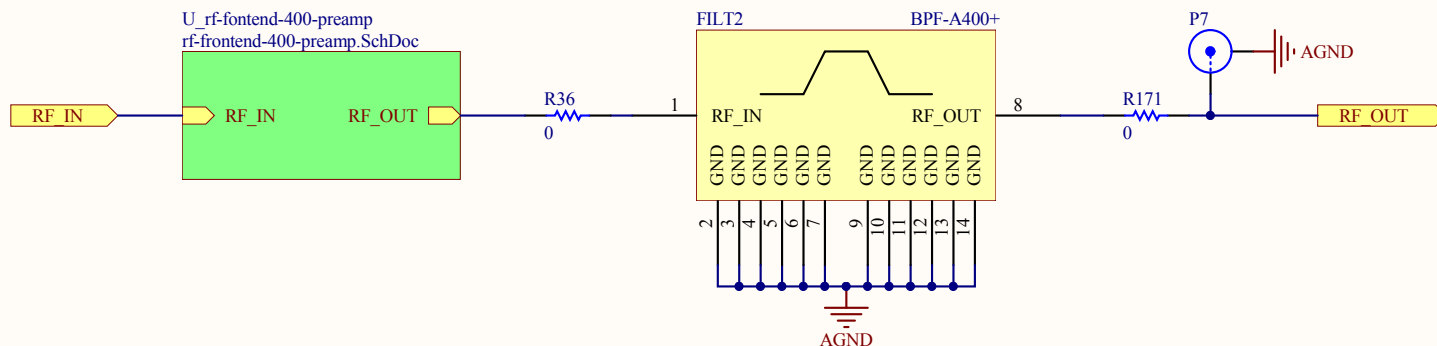 U_rf-fontend-400-preamp
rf-frontend-400-preamp.SchDoc
FILT2
BPF-A400+
P7
AGND
RF_IN
RF_IN
RF_OUT
R36
0
1
RF_IN
RF_OUT
8
R171
0
RF_OUT
GND
GND
GND
GND
GND
GND
GND
GND
GND
GND
GND
GND
2
3
4
5
6
7
9
10
11
12
13
14
AGND